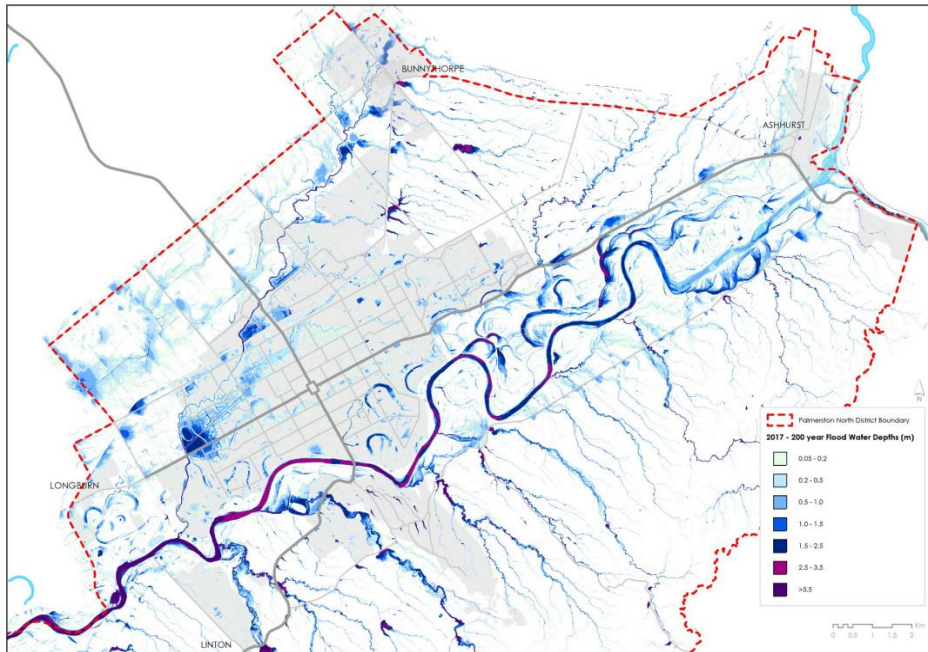 BUNNYTHORPE
ASHHURST
LONGBURN
LINTON
N
Palmerston North District Boundary
2017 - 200 year Flood Water Depths (m)
0.05 - 0.2
0.2 - 0.5
0.5 - 1.0
1.0 - 1.5
1.5 - 2.5
2.5 - 3.5
>3.5
Km
0 0.5 1 1.5 2